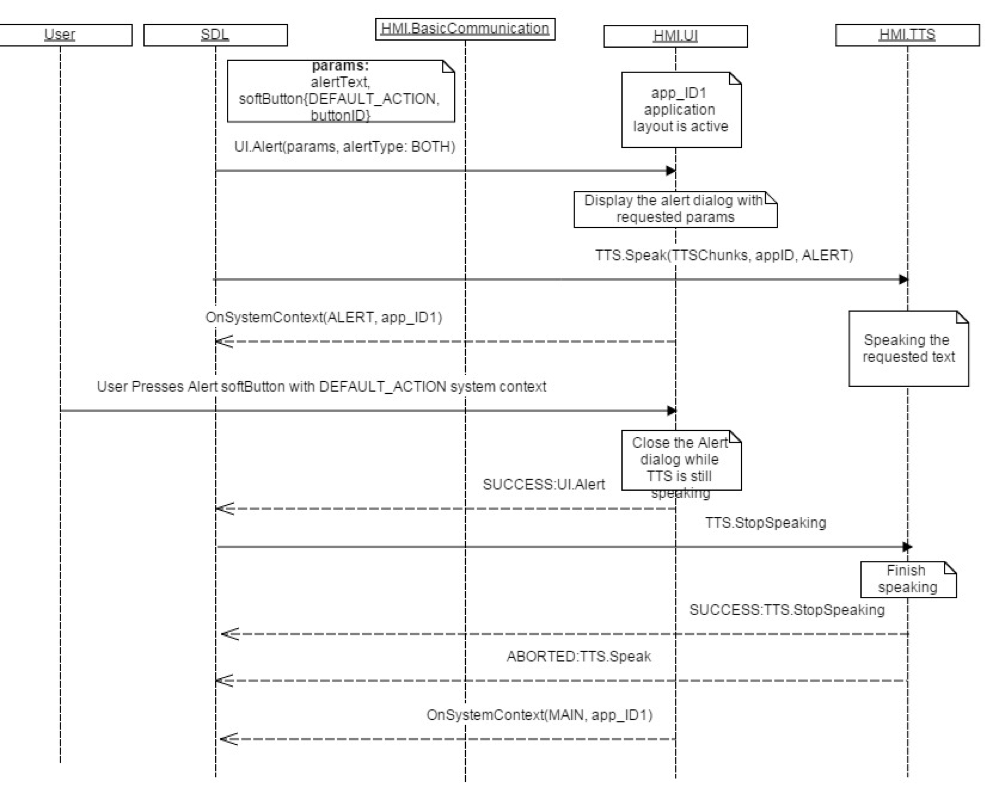 User
SDL
HMI.BasicCommunication
HMI.UI
HMI.TTS
params:
alertText,
softButton{DEFAULT_ACTION,
buttonID}
app_ID1
application
layout is active
UI.Alert(params, alertType: BOTH)
Display the alert dialog with
requested params
TTS.Speak(TTSChunks, appID, ALERT)
OnSystemContext(ALERT, app_ID1)
Speaking the
requested text
User Presses Alert softButton with DEFAULT_ACTION system context
Close the Alert
dialog while
TTS is still
speaking
SUCCESS:UI.Alert
TTS.StopSpeaking
Finish
speaking
SUCCESS:TTS.StopSpeaking
ABORTED:TTS.Speak
OnSystemContext(MAIN, app_ID1)